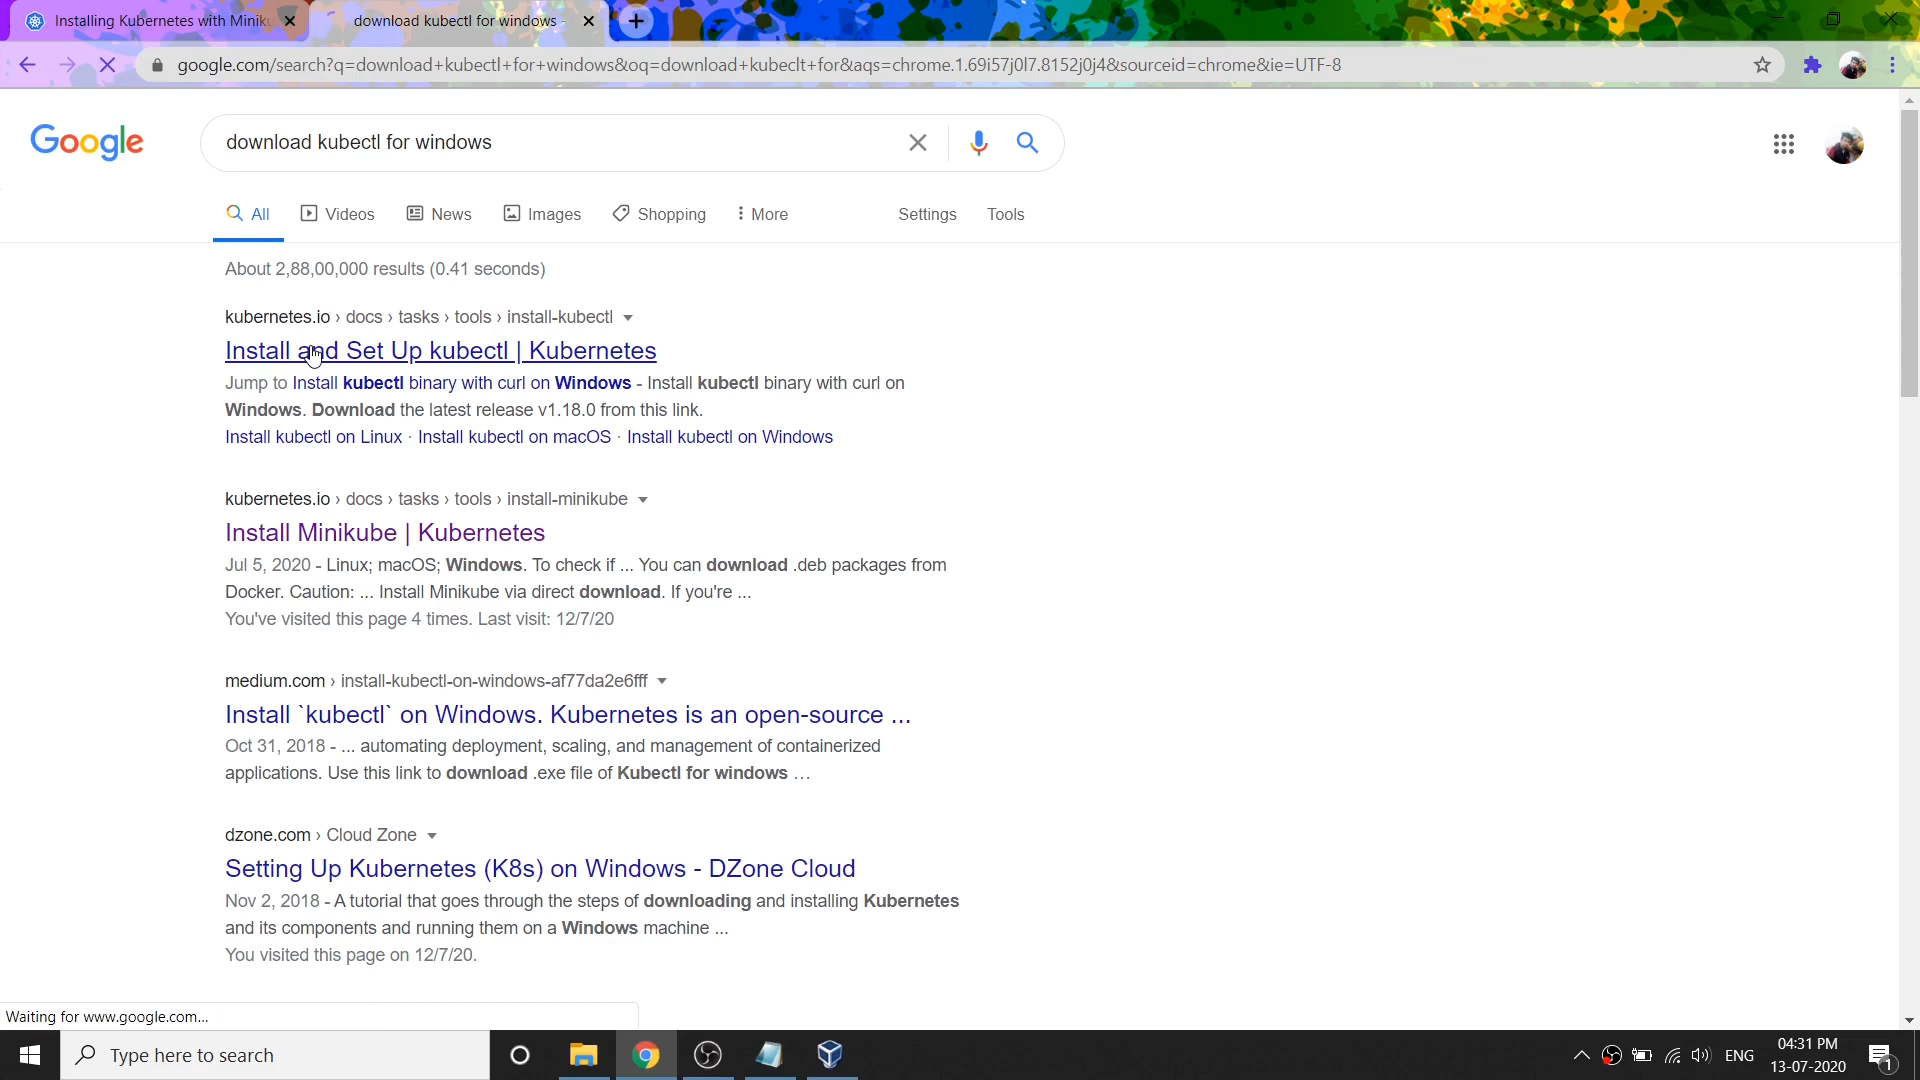 Installing Kubernetes with Minik
download kubectl for windows
google.com/search?q=download+kubectl+for+windows&oq=download+kubeclt+for&aqs=chrome.1.69i57j0l7.8152j0j4&sourceid=chrome&ie=UTF-8
Google
download kubectl for windows
All Videos News Images Shopping More Settings Tools
About 2,88,00,000 results (0.41 seconds)
kubernetes.io › docs › tasks › tools › install-kubectl
Install and Set Up kubectl | Kubernetes
Jump to Install kubectl binary with curl on Windows - Install kubectl binary with curl on
Windows. Download the latest release v1.18.0 from this link.
Install kubectl on Linux · Install kubectl on macOS · Install kubectl on Windows
kubernetes.io › docs › tasks › tools › install-minikube
Install Minikube | Kubernetes
Jul 5, 2020 - Linux; macOS; Windows. To check if ... You can download .deb packages from
Docker. Caution: ... Install Minikube via direct download. If you're ...
You've visited this page 4 times. Last visit: 12/7/20
medium.com › install-kubectl-on-windows-af77da2e6fff
Install `kubectl` on Windows. Kubernetes is an open-source ...
Oct 31, 2018 - ... automating deployment, scaling, and management of containerized
applications. Use this link to download .exe file of Kubectl for windows ...
dzone.com › Cloud Zone
Setting Up Kubernetes (K8s) on Windows - DZone Cloud
Nov 2, 2018 - A tutorial that goes through the steps of downloading and installing Kubernetes
and its components and running them on a Windows machine ...
You visited this page on 12/7/20.
Waiting for www.google.com...
Type here to search
ENG
04:31 PM
13-07-2020
1